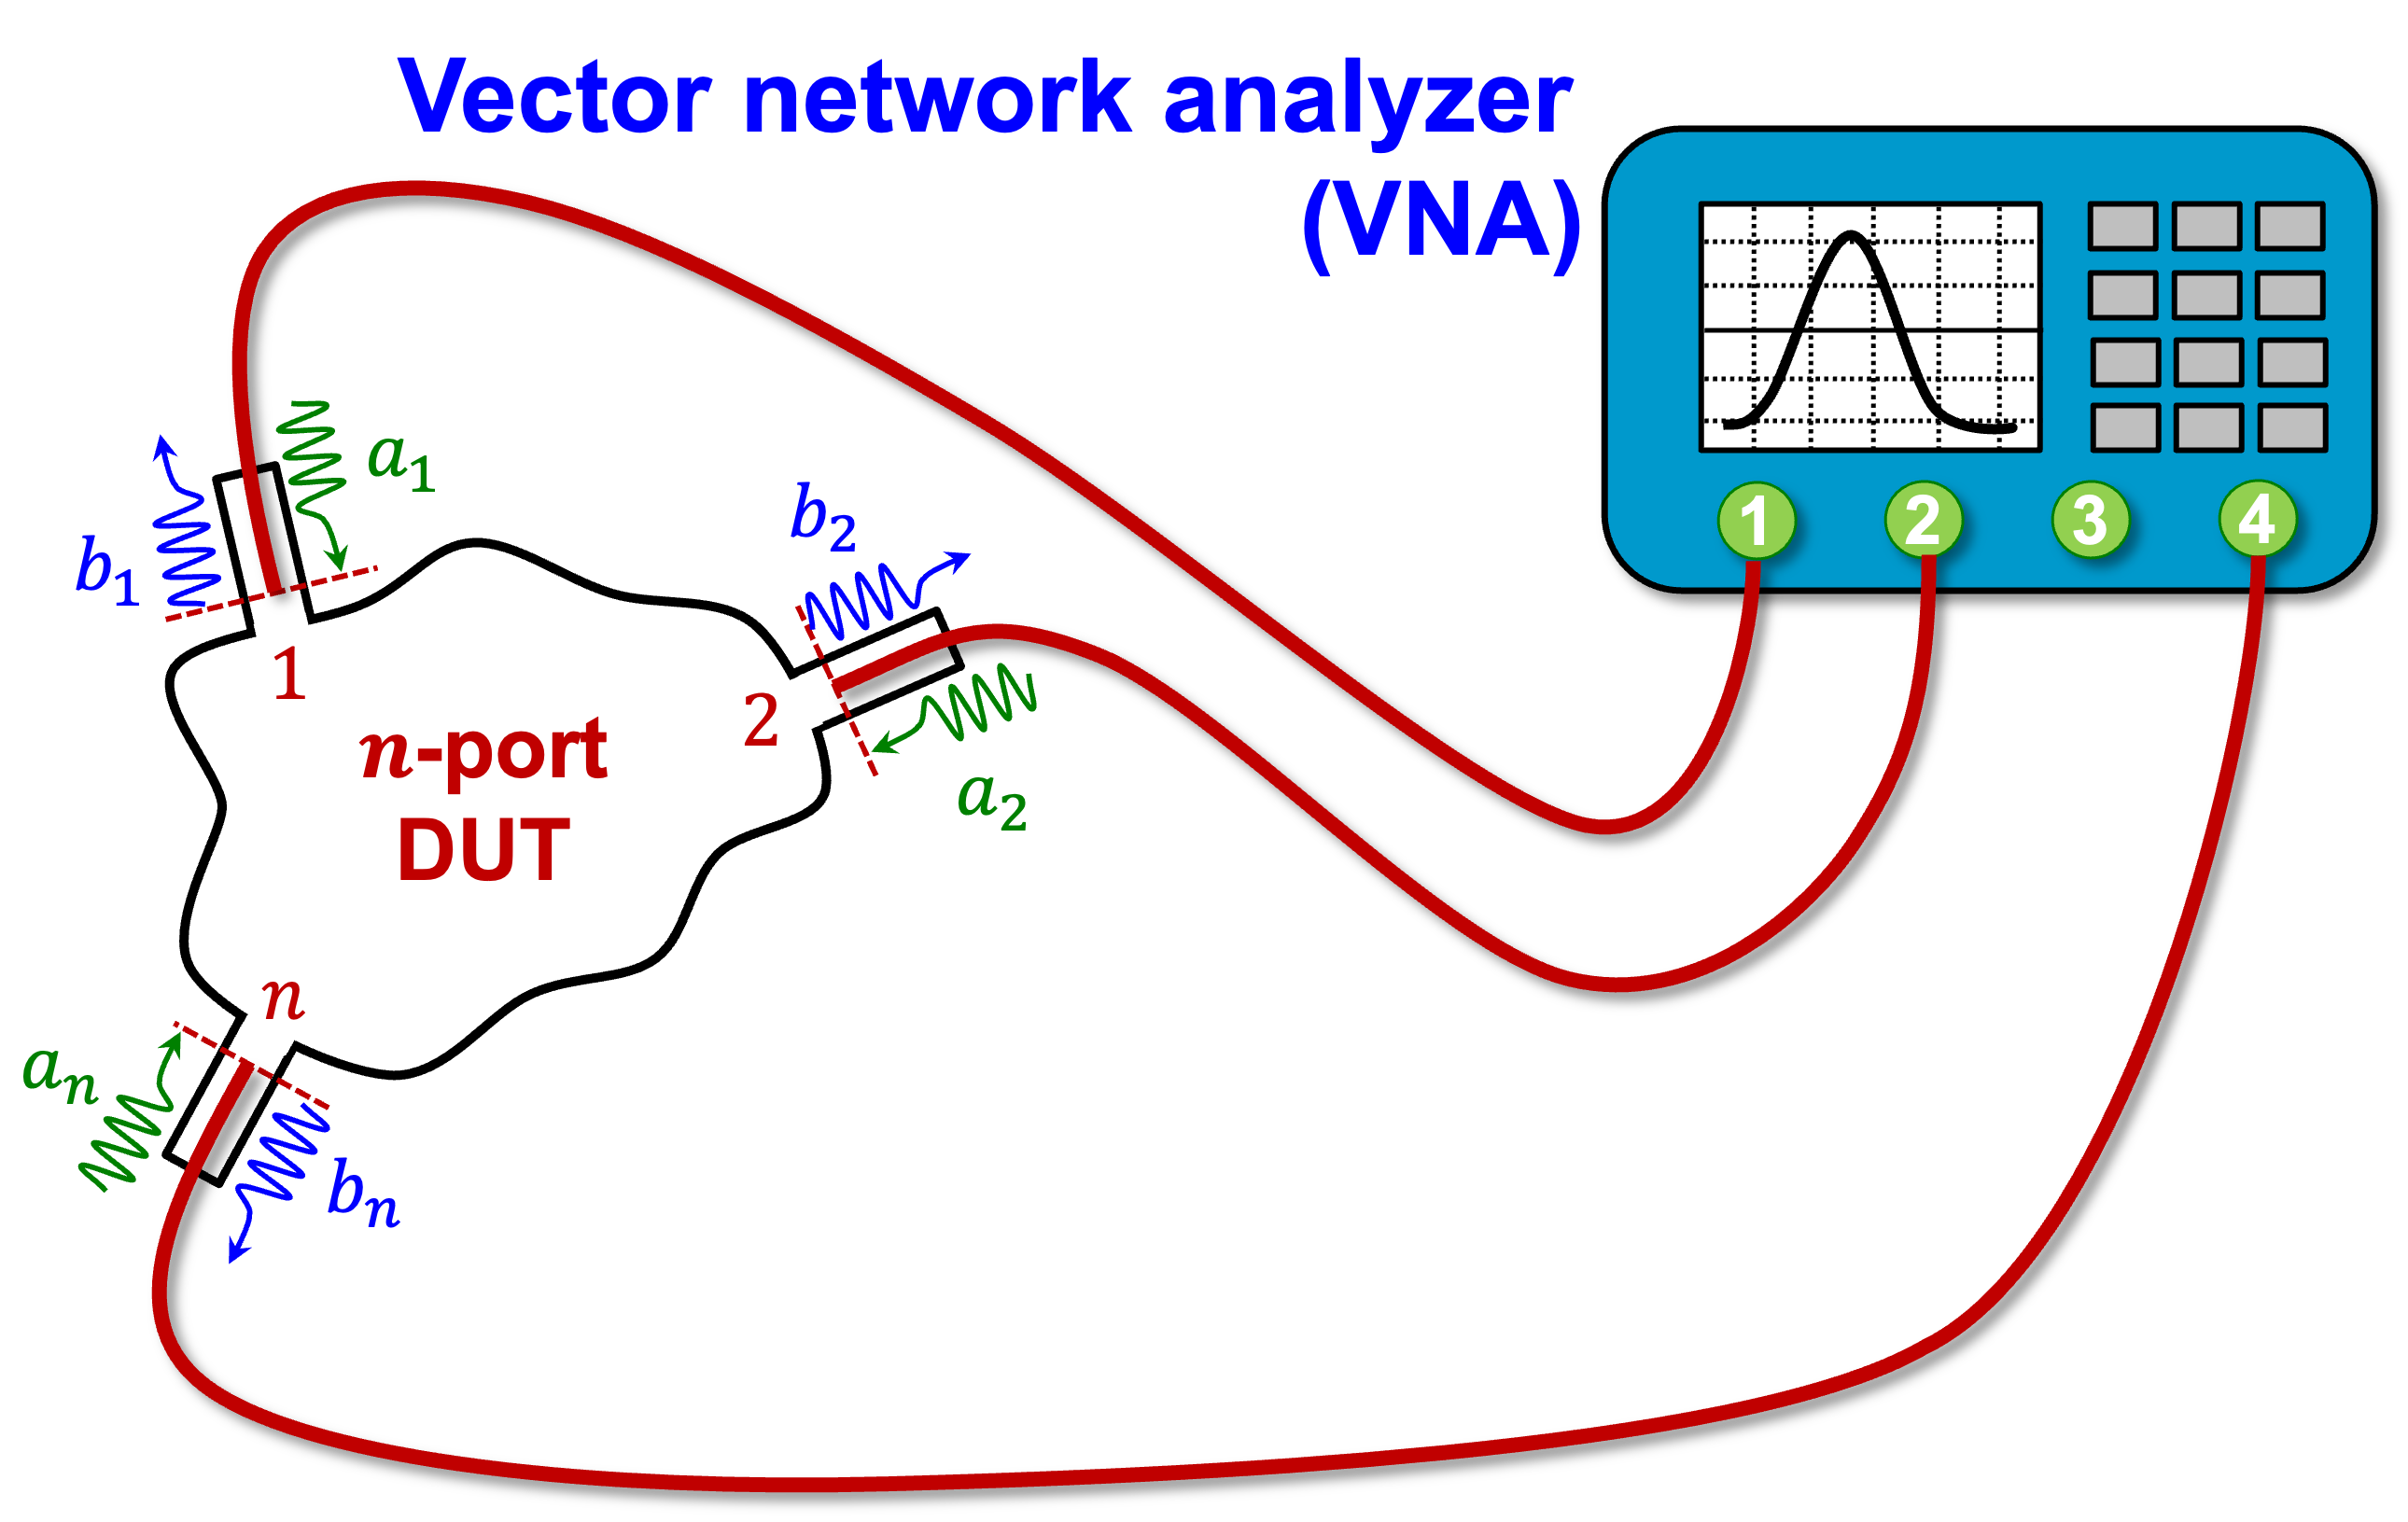 Vector network analyzer
(VNA)
1 2 3 4
a₁
b₁
1
b₂
2
a₂
n-port
DUT
n
aₙ
bₙ